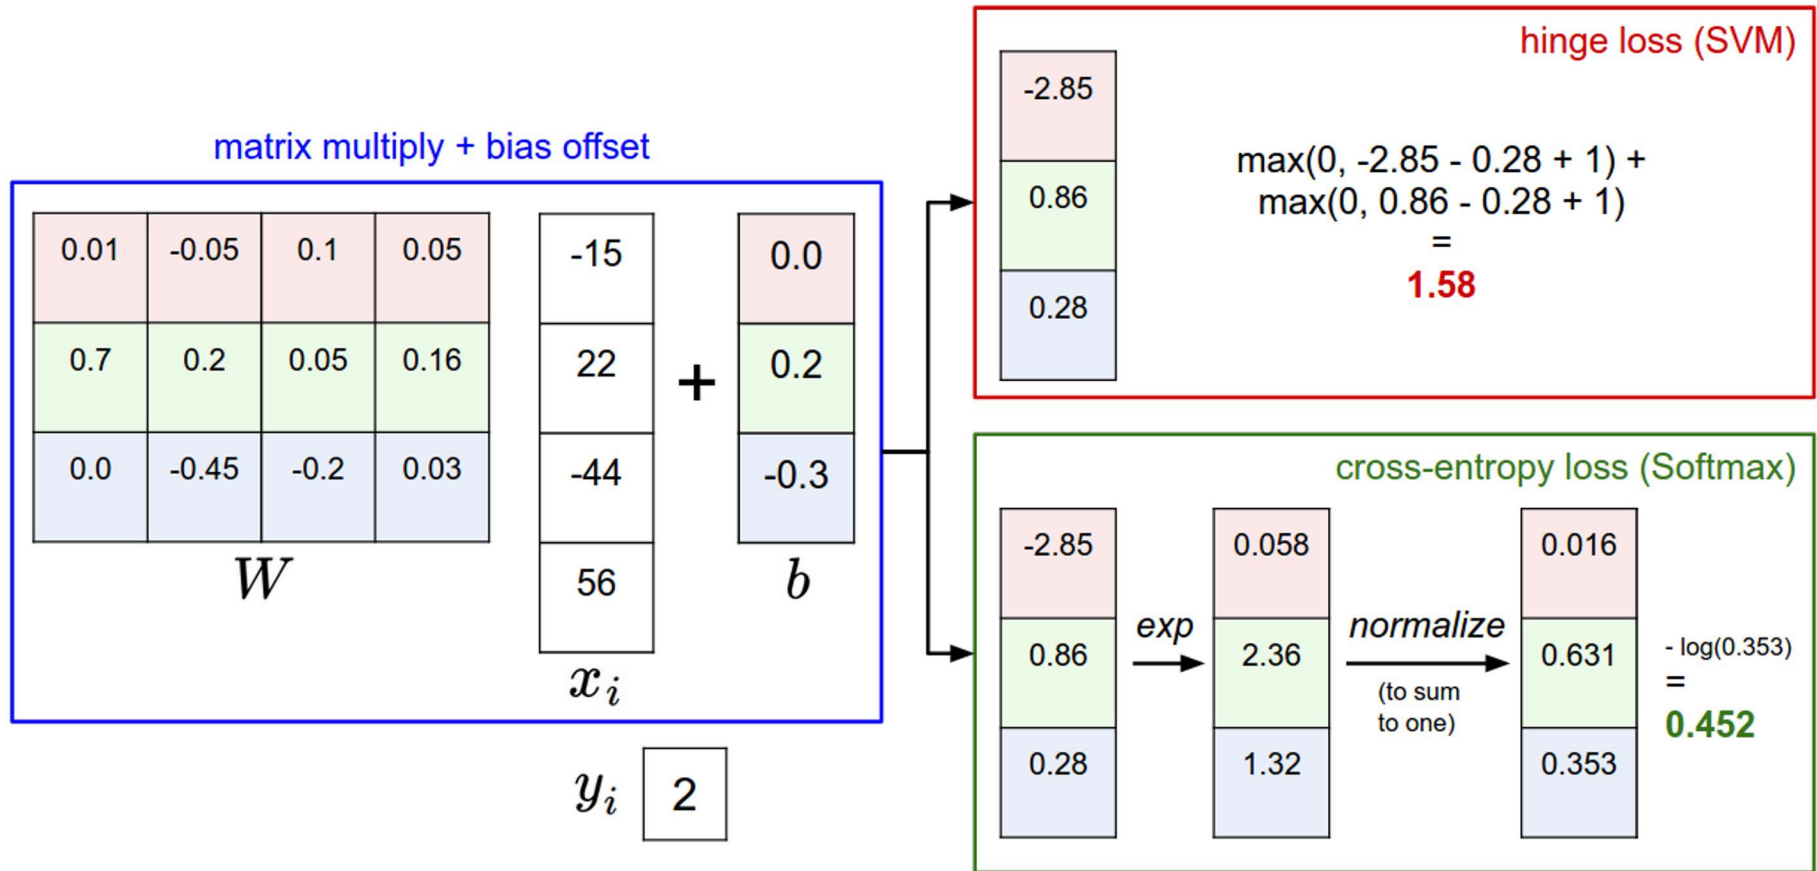 matrix multiply + bias offset
0.01 -0.05 0.1 0.05
0.7 0.2 0.05 0.16
0.0 -0.45 -0.2 0.03
W
-15
22
-44
56
x_i
+
0.0
0.2
-0.3
b
y_i 2
hinge loss (SVM)
-2.85
0.86
0.28
max(0, -2.85 - 0.28 + 1) +
max(0, 0.86 - 0.28 + 1)
=
1.58
cross-entropy loss (Softmax)
-2.85
0.86
0.28
exp
0.058
2.36
1.32
normalize
(to sum
to one)
0.016
0.631
0.353
- log(0.353)
=
0.452